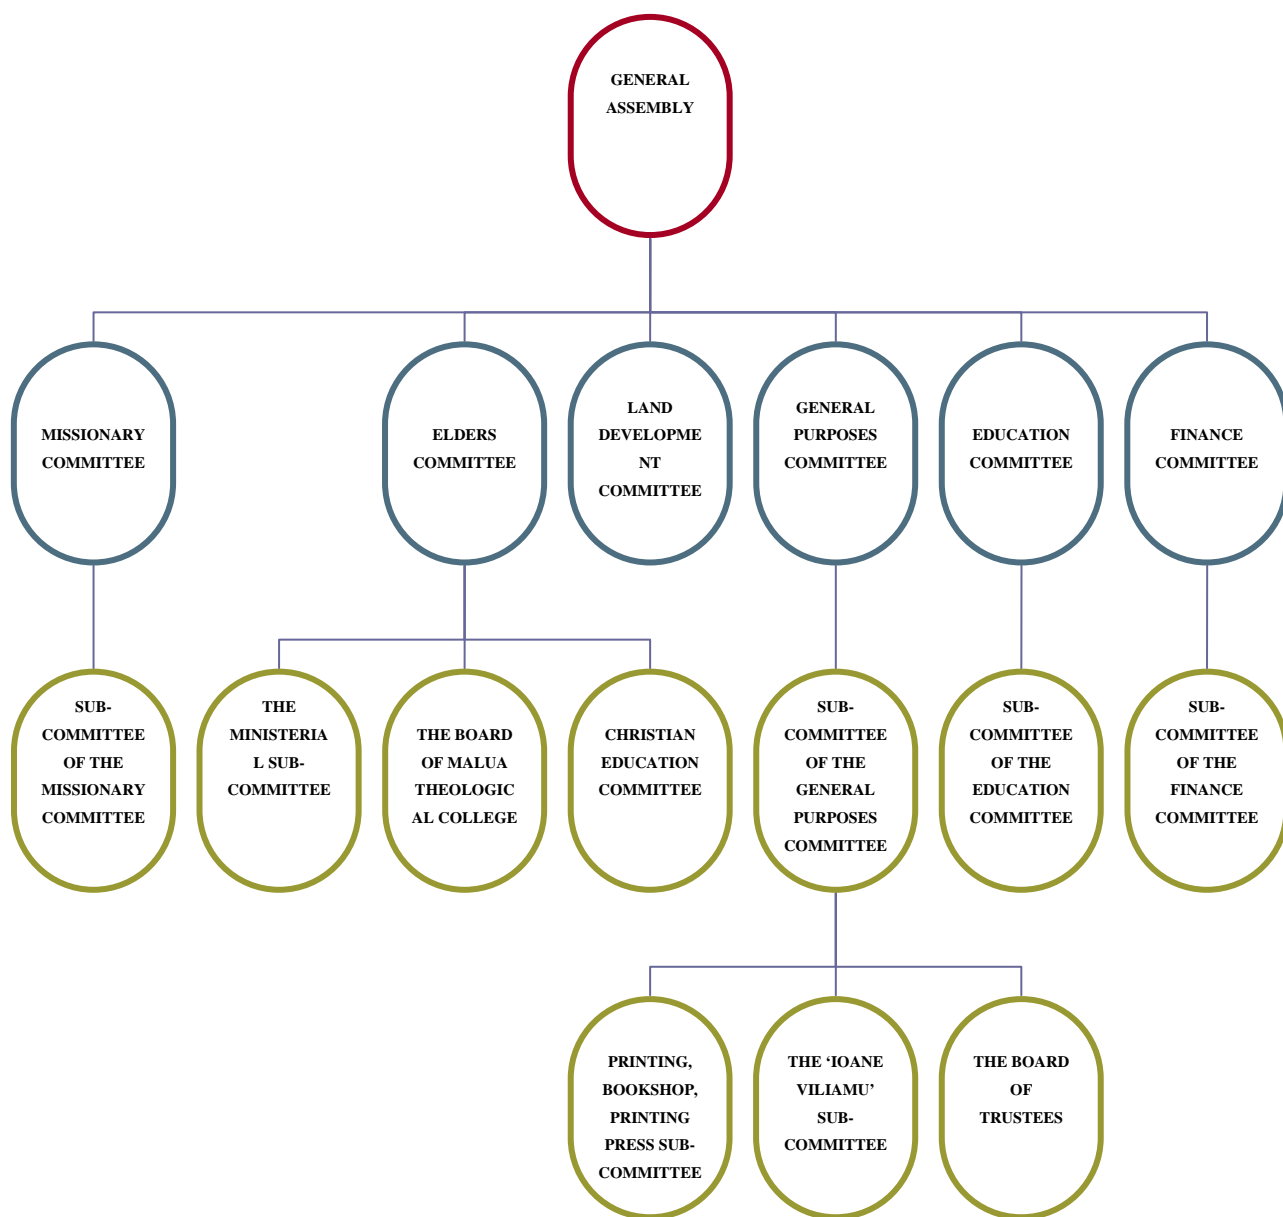 GENERAL
ASSEMBLY
MISSIONARY
COMMITTEE
ELDERS
COMMITTEE
LAND
DEVELOPME
NT
COMMITTEE
GENERAL
PURPOSES
COMMITTEE
EDUCATION
COMMITTEE
FINANCE
COMMITTEE
SUB-
COMMITTEE
OF THE
MISSIONARY
COMMITTEE
THE
MINISTERIA
L SUB-
COMMITTEE
THE BOARD
OF MALUA
THEOLOGIC
AL COLLEGE
CHRISTIAN
EDUCATION
COMMITTEE
SUB-
COMMITTEE
OF THE
GENERAL
PURPOSES
COMMITTEE
SUB-
COMMITTEE
OF THE
EDUCATION
COMMITTEE
SUB-
COMMITTEE
OF THE
FINANCE
COMMITTEE
PRINTING,
BOOKSHOP,
PRINTING
PRESS SUB-
COMMITTEE
THE ‘IOANE
VILIAMU’
SUB-
COMMITTEE
THE BOARD
OF
TRUSTEES